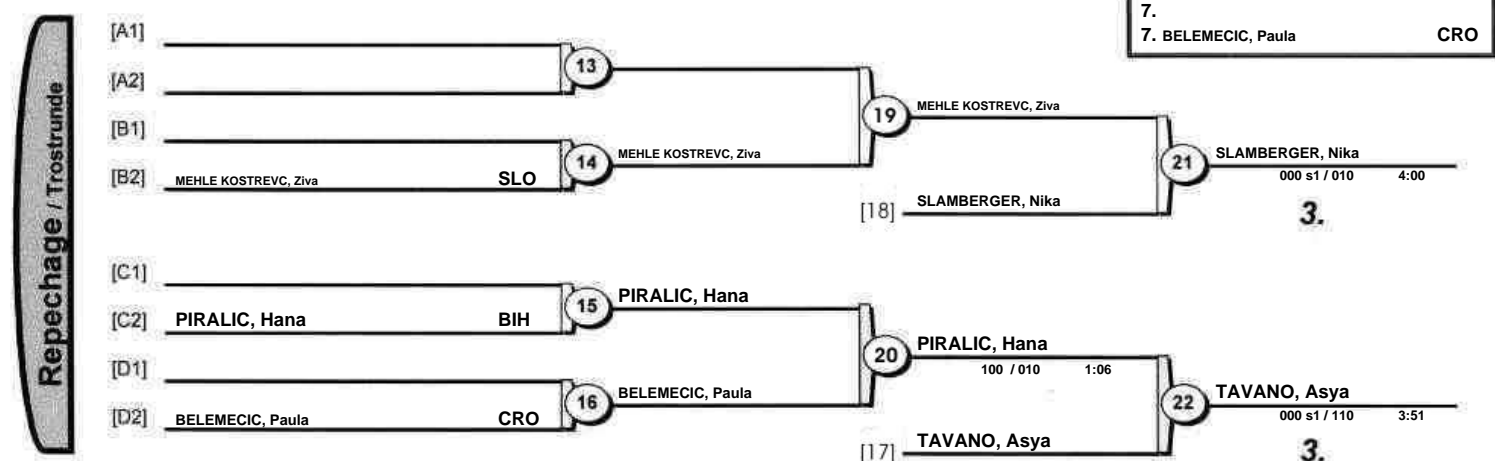 7.
7. BELEMECIC, Paula CRO
Repechage / Trostrunde
[A1]
13
[A2]
[B1]
19 MEHLE KOSTREVC, Ziva
14 MEHLE KOSTREVC, Ziva
[B2] MEHLE KOSTREVC, Ziva SLO
21 SLAMBERGER, Nika
000 s1 / 010 4:00
[18] SLAMBERGER, Nika
3.
[C1]
15 PIRALIC, Hana
[C2] PIRALIC, Hana BIH
20 PIRALIC, Hana
100 / 010 1:06
[D1]
16 BELEMECIC, Paula
[D2] BELEMECIC, Paula CRO
22 TAVANO, Asya
000 s1 / 110 3:51
[17] TAVANO, Asya
3.